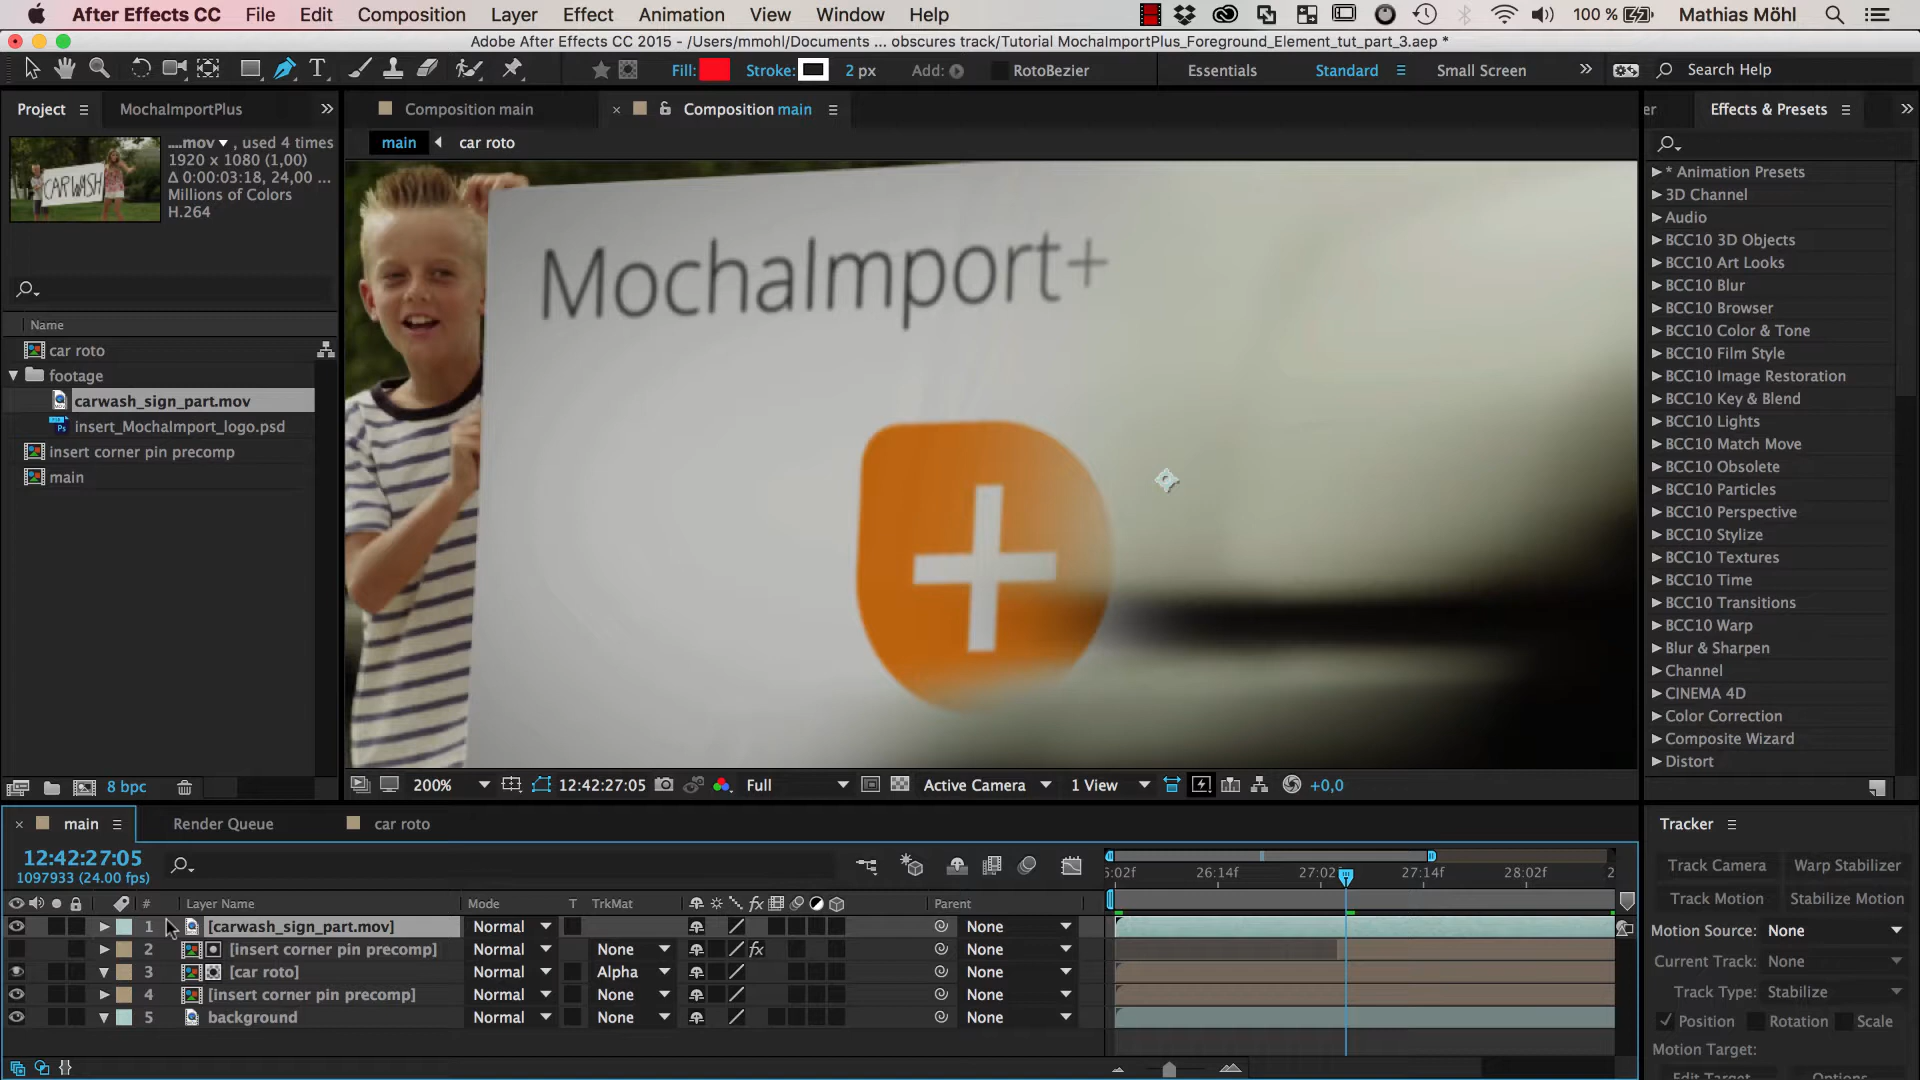 After Effects CC File Edit Composition Layer Effect Animation View Window Help 100 % Mathias Möhl
Adobe After Effects CC 2015 - /Users/mmohl/Documents ... obscures track/Tutorial MochaImportPlus_Foreground_Element_tut_part_3.aep *
Fill: Stroke: 2 px Add: RotoBezier Essentials Standard Small Screen Search Help
Project MochaImportPlus Composition main Composition main er Effects & Presets
main car roto
....mov, used 4 times
1920 x 1080 (1,00)
Δ 0:00:03:18, 24,00 ...
Millions of Colors
H.264
CARWASH
Name
car roto
footage
carwash_sign_part.mov
insert_MochaImport_logo.psd
insert corner pin precomp
main
8 bpc
MochaImport+
200% 12:42:27:05 Full Active Camera 1 View +0,0
* Animation Presets
3D Channel
Audio
BCC10 3D Objects
BCC10 Art Looks
BCC10 Blur
BCC10 Browser
BCC10 Color & Tone
BCC10 Film Style
BCC10 Image Restoration
BCC10 Key & Blend
BCC10 Lights
BCC10 Match Move
BCC10 Obsolete
BCC10 Particles
BCC10 Perspective
BCC10 Stylize
BCC10 Textures
BCC10 Time
BCC10 Transitions
BCC10 Warp
Blur & Sharpen
Channel
CINEMA 4D
Color Correction
Composite Wizard
Distort
main Render Queue car roto
12:42:27:05
1097933 (24.00 fps)
:02f 26:14f 27:02 27:14f 28:02f 2
# Layer Name Mode T TrkMat fx Parent
1 [carwash_sign_part.mov] Normal None
2 [insert corner pin precomp] Normal None fx None
3 [car roto] Normal Alpha None
4 [insert corner pin precomp] Normal None None
5 background Normal None None
Tracker
Track Camera Warp Stabilizer
Track Motion Stabilize Motion
Motion Source: None
Current Track: None
Track Type: Stabilize
Position Rotation Scale
Motion Target:
Edit Target... Options...